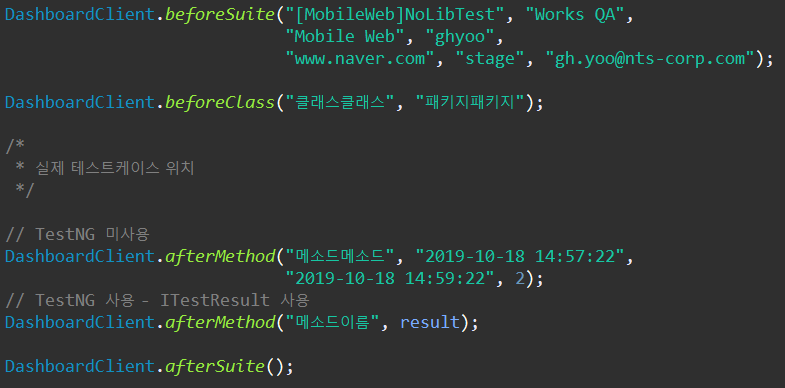 DashboardClient.beforeSuite("[MobileWeb]NoLibTest", "Works QA",
"Mobile Web", "ghyoo",
"www.naver.com", "stage", "gh.yoo@nts-corp.com");
DashboardClient.beforeClass("클래스클래스", "패키지패키지");
/*
* 실제 테스트케이스 위치
*/
// TestNG 미사용
DashboardClient.afterMethod("메소드메소드", "2019-10-18 14:57:22",
"2019-10-18 14:59:22", 2);
// TestNG 사용 - ITestResult 사용
DashboardClient.afterMethod("메소드이름", result);
DashboardClient.afterSuite();